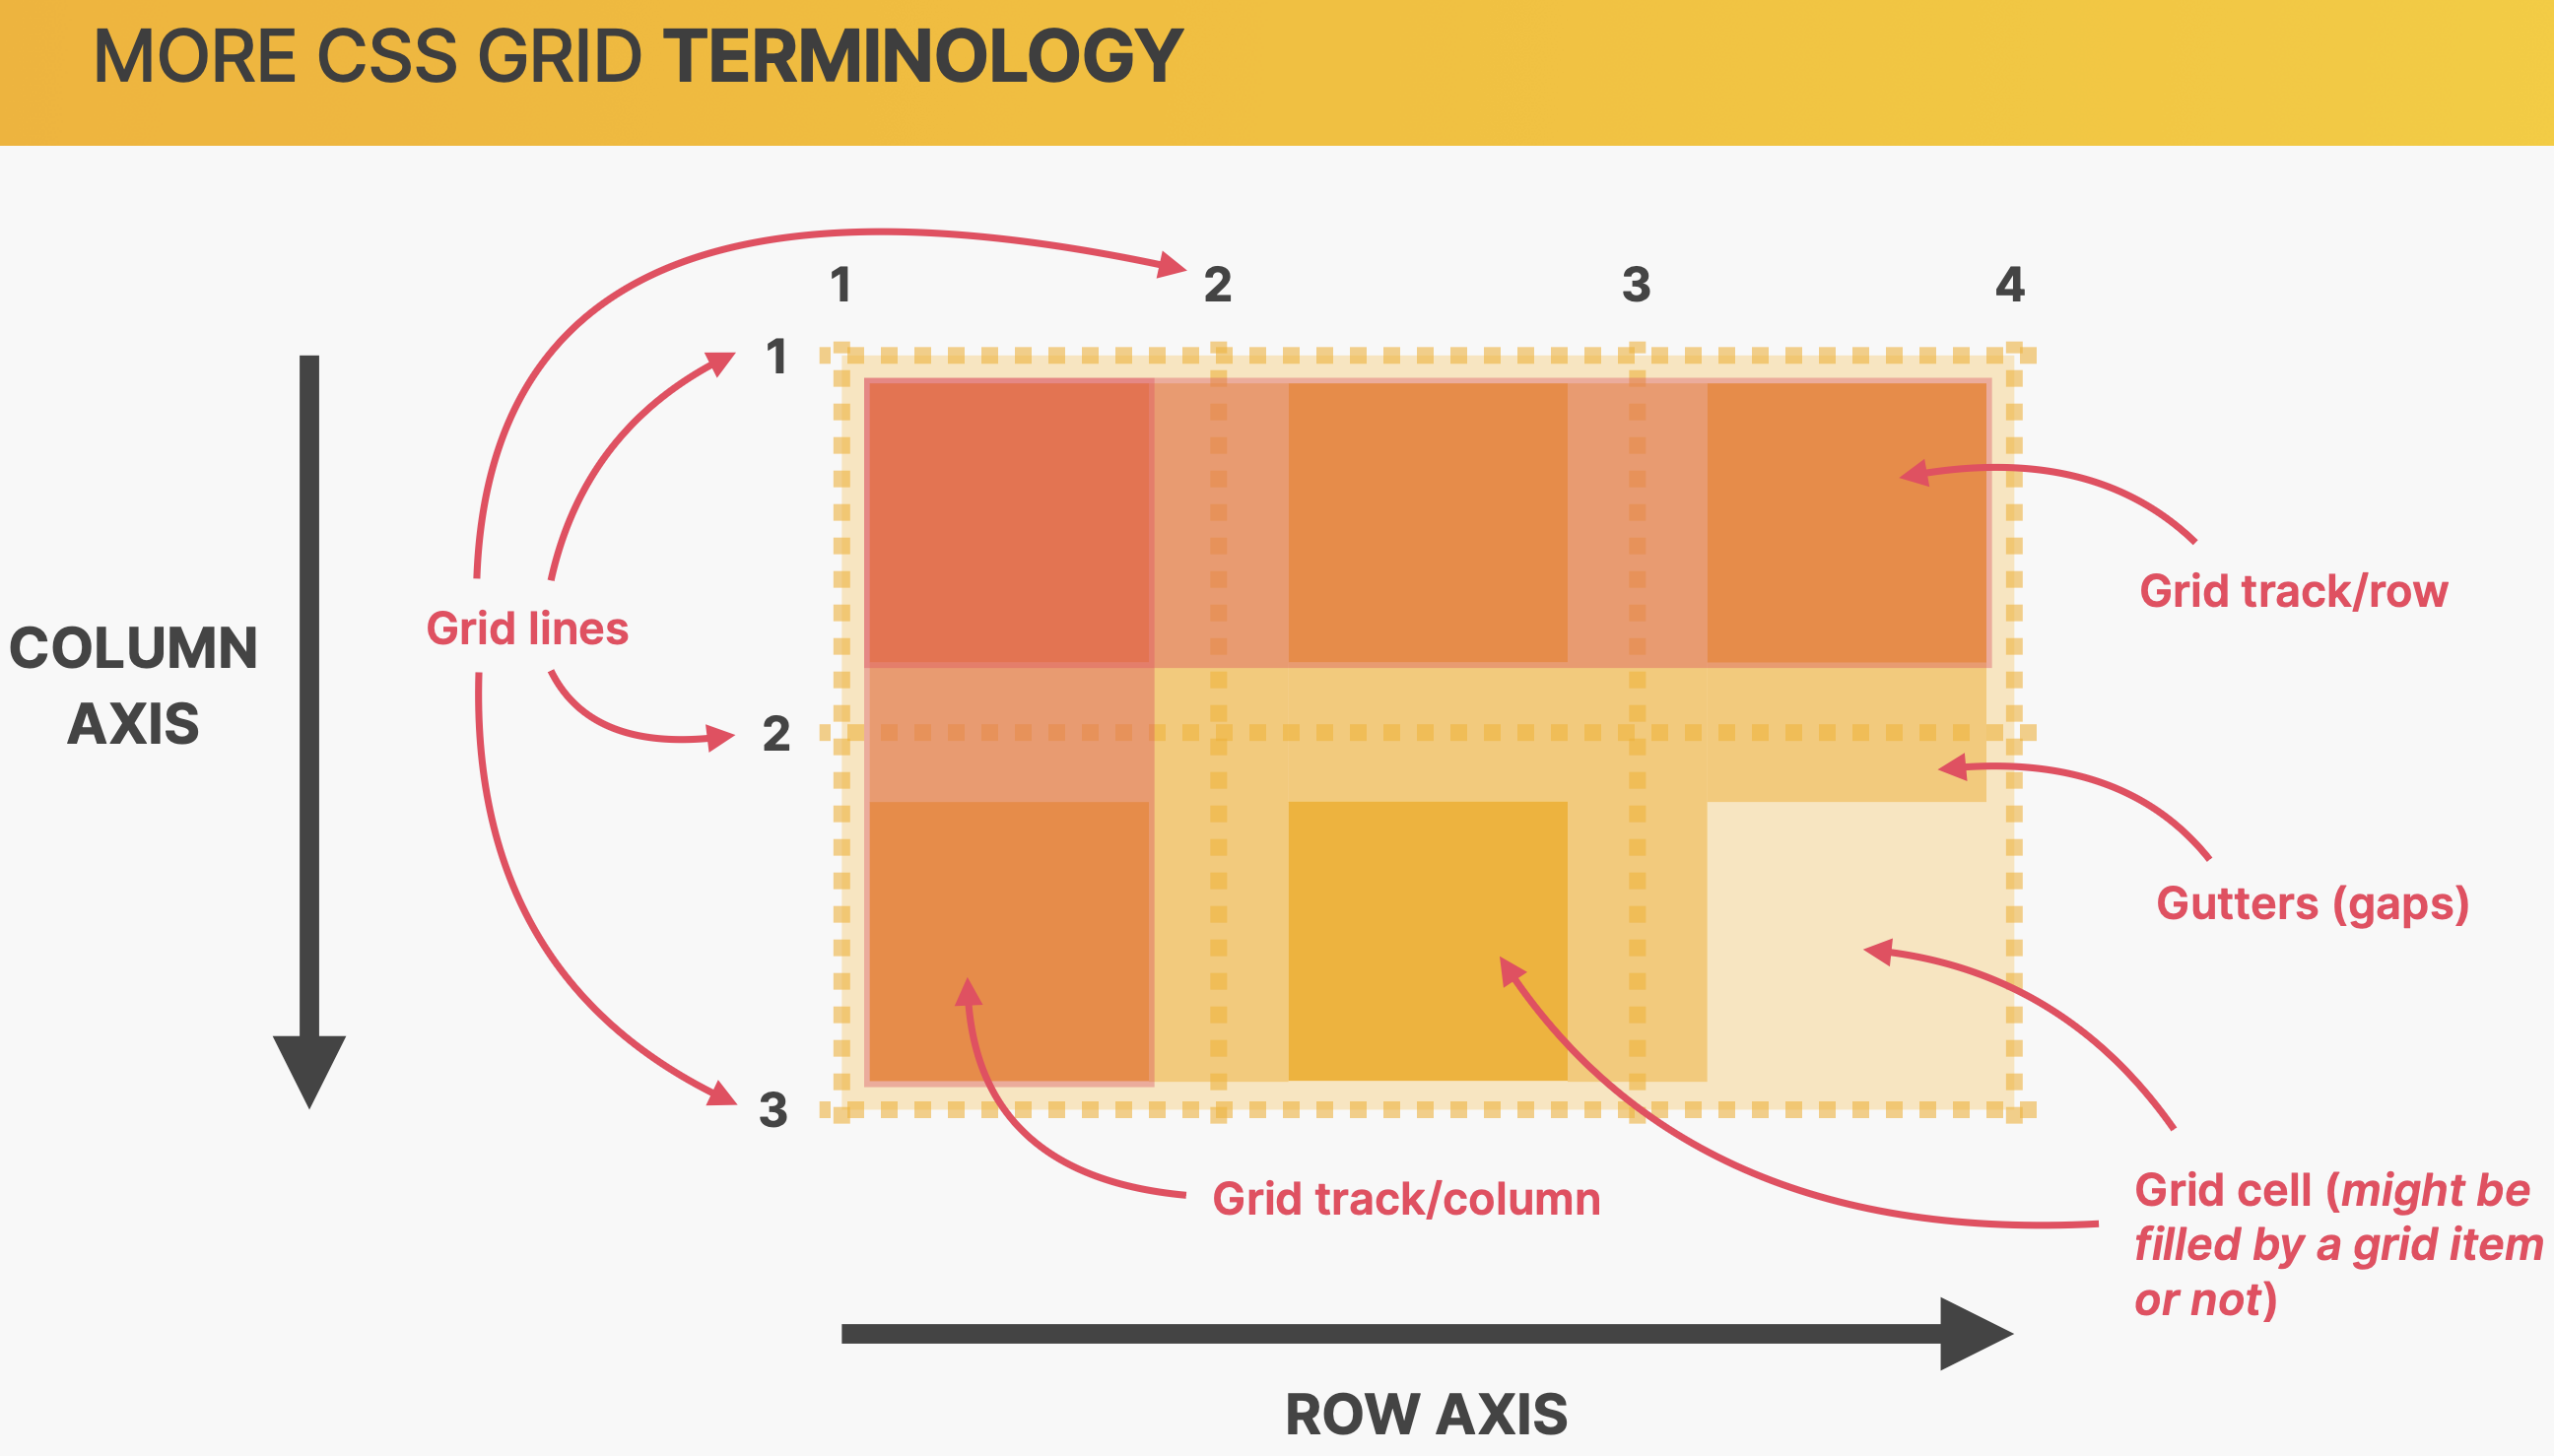 MORE CSS GRID TERMINOLOGY
1 2 3 4
1
2
3
COLUMN
AXIS
Grid lines
Grid track/row
Gutters (gaps)
Grid track/column
Grid cell (might be
filled by a grid item
or not)
ROW AXIS